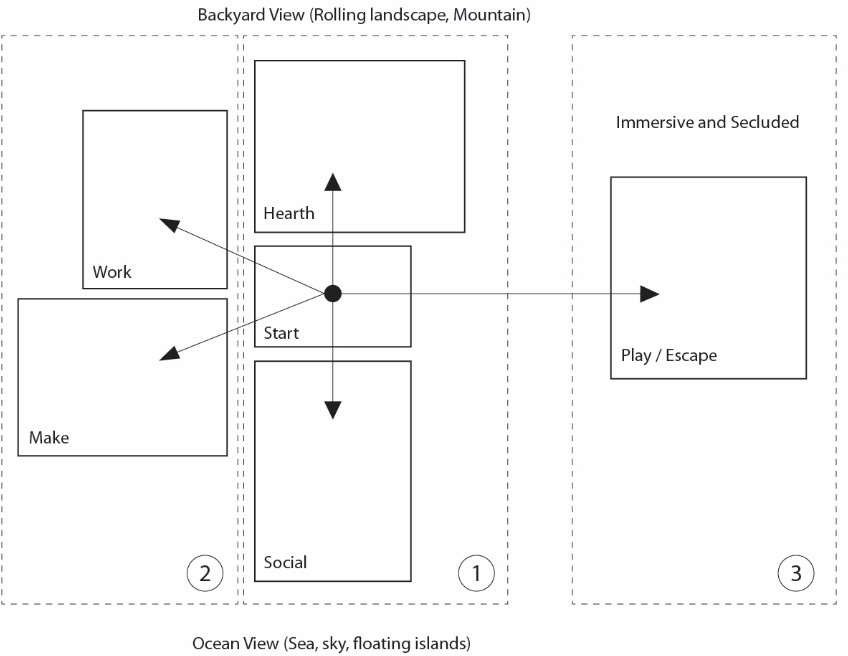 Backyard View (Rolling landscape, Mountain)
Immersive and Secluded
Hearth
Work
Start
Play / Escape
Make
Social
2
1
3
Ocean View (Sea, sky, floating islands)